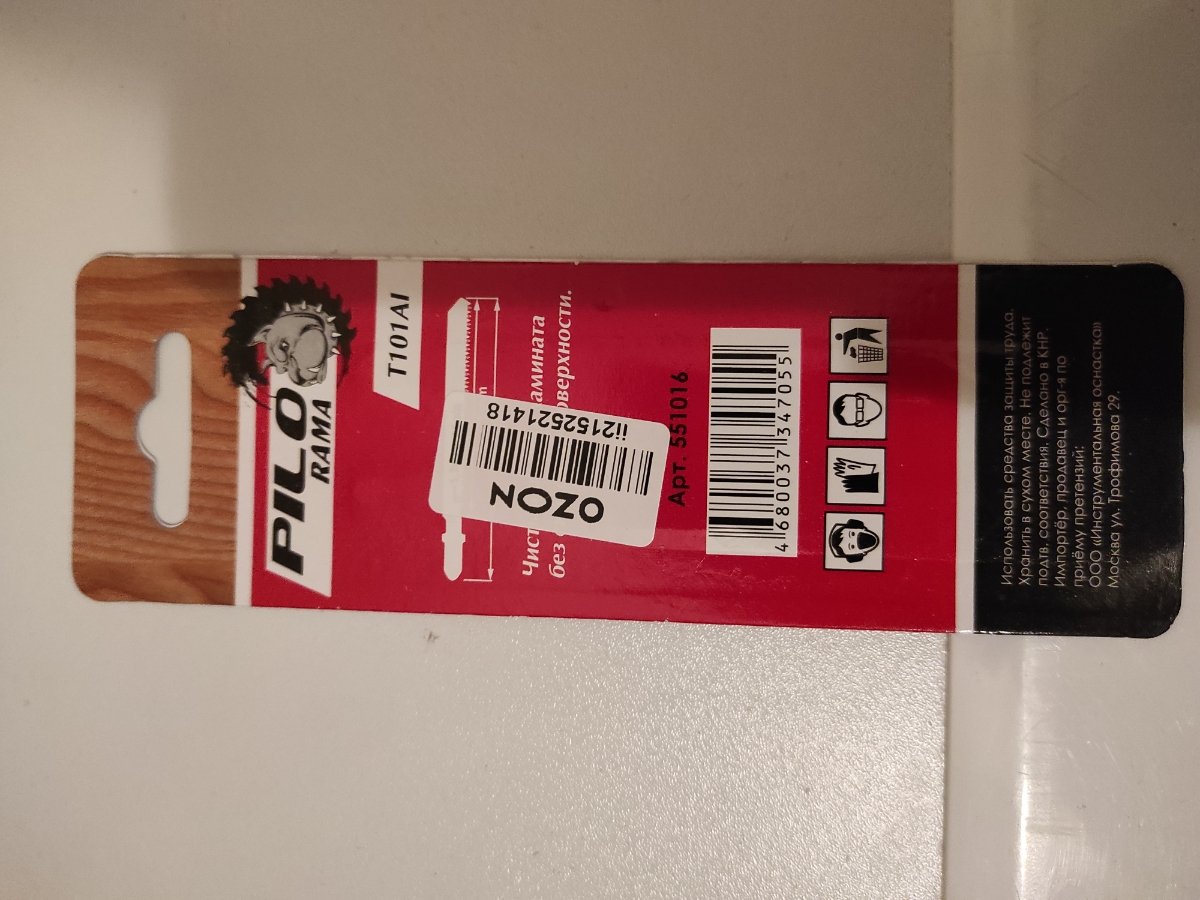 PILO
RAMA
T101AI
Чист
амината
без
оверхности.
OZON
ii2152521418
Арт. 551016
4 680037 347055
Использовать средства защиты труда.
Хранить в сухом месте. Не подлежит
подтв. соответствия. Сделано в КНР.
Импортёр, продавец и орг-я по
приёму претензий:
ООО «Инструментальная оснастка»
Москва ул. Трофимова 29.